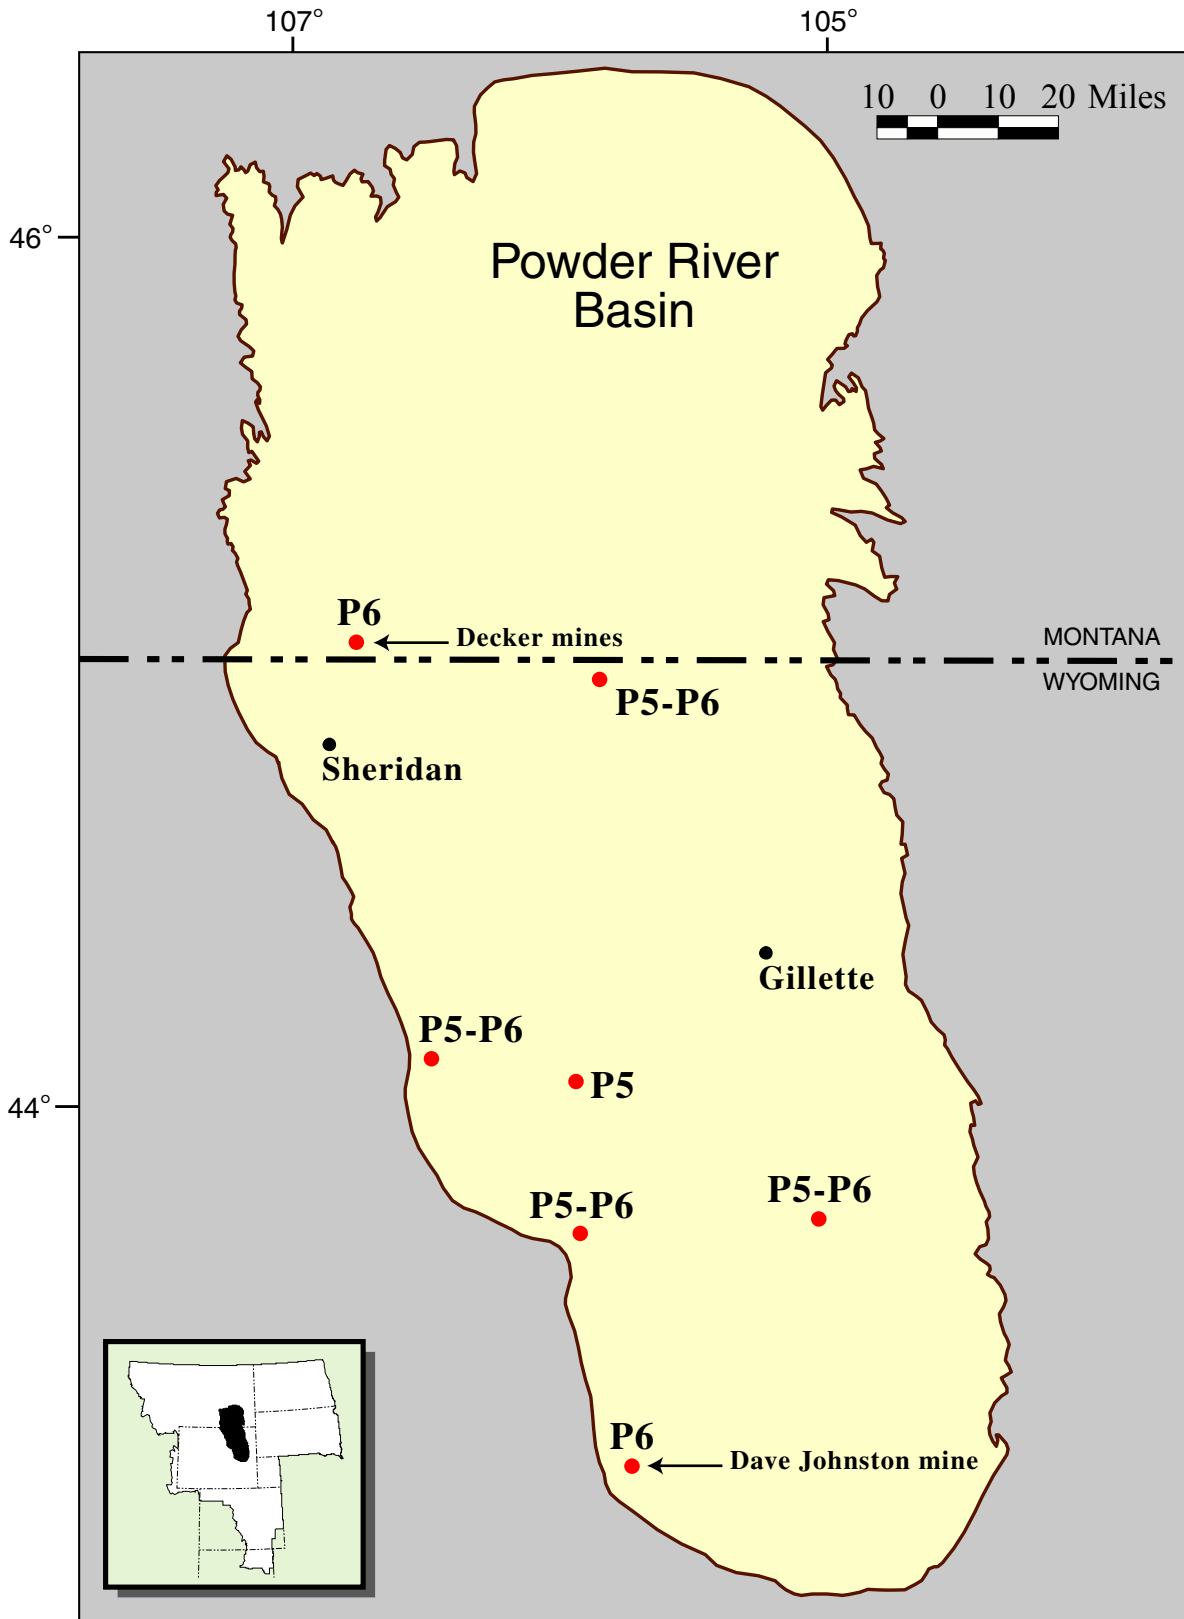 107°
105°
10 0 10 20 Miles
46°
Powder River
Basin
P6
Decker mines
MONTANA
WYOMING
P5-P6
Sheridan
Gillette
P5-P6
P5
44°
P5-P6
P5-P6
P6
Dave Johnston mine